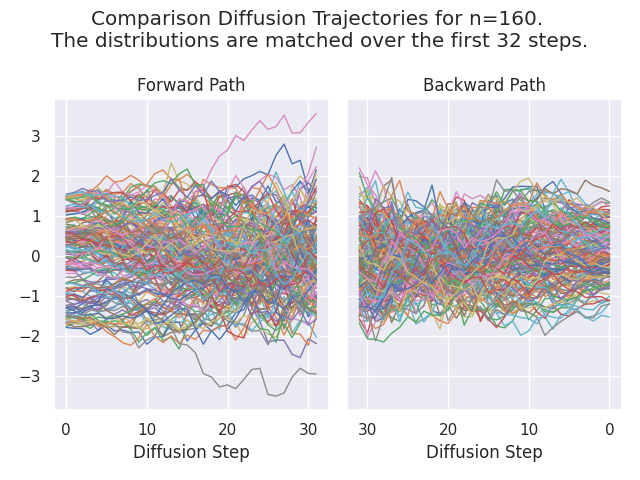 Comparison Diffusion Trajectories for n=160.
The distributions are matched over the first 32 steps.
Forward Path
Backward Path
3
2
1
0
−1
−2
−3
0 10 20 30
30 20 10 0
Diffusion Step
Diffusion Step